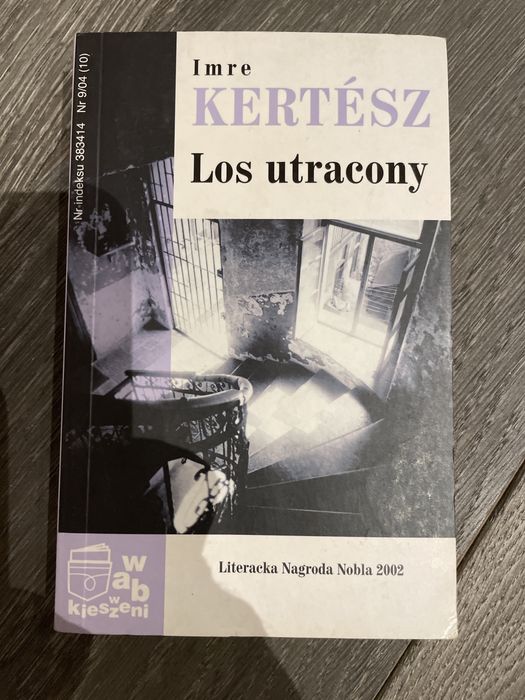 Nr indeksu 383414 Nr 9/04 (10)
Imre
KERTÉSZ
Los utracony
Literacka Nagroda Nobla 2002
w
a b
w
kieszeni